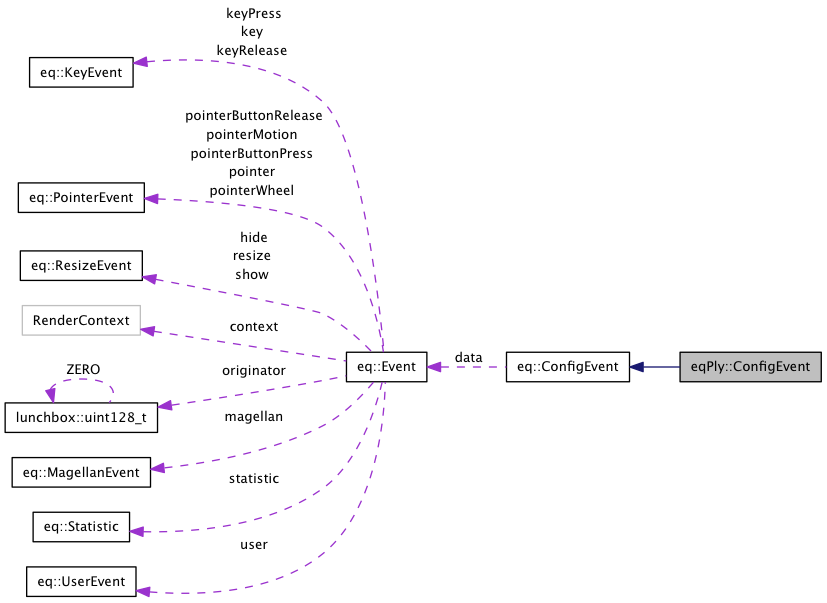 keyPress
key
keyRelease
eq::KeyEvent
pointerButtonRelease
pointerMotion
pointerButtonPress
pointer
pointerWheel
eq::PointerEvent
hide
resize
show
eq::ResizeEvent
RenderContext
context
ZERO
originator
eq::Event
data
eq::ConfigEvent
eqPly::ConfigEvent
lunchbox::uint128_t
magellan
eq::MagellanEvent
statistic
eq::Statistic
user
eq::UserEvent